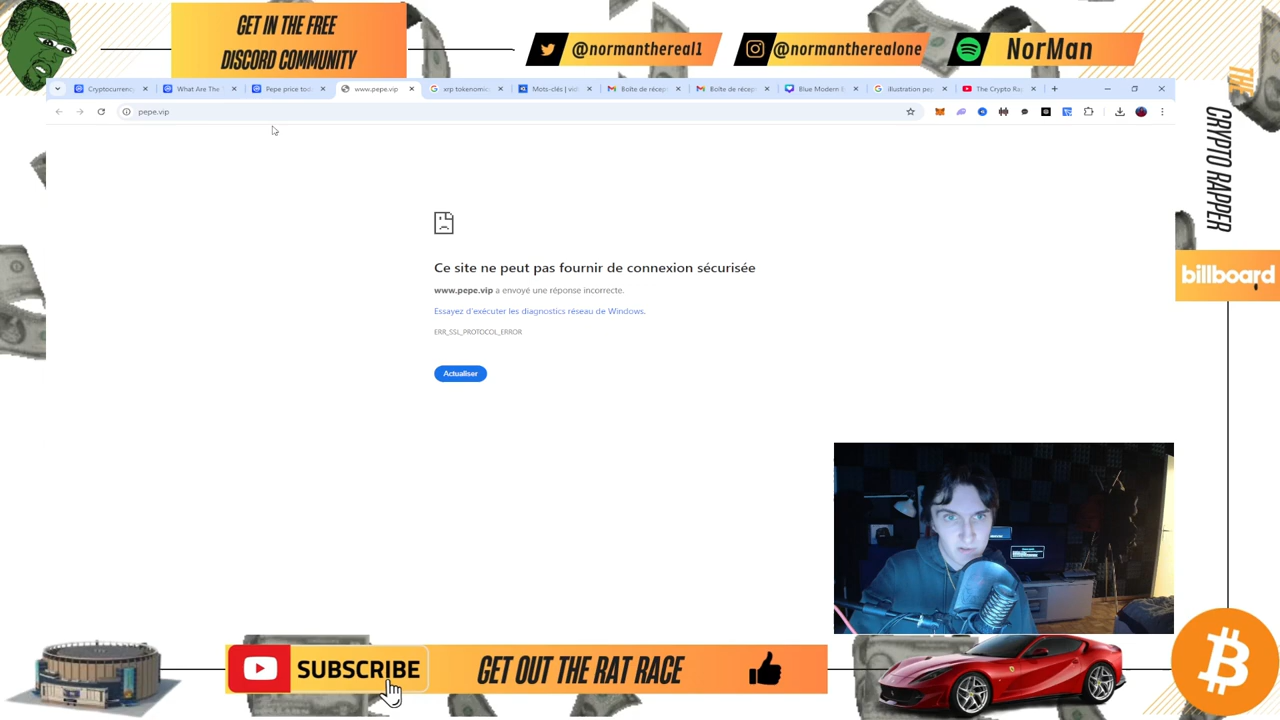 GET IN THE FREE
DISCORD COMMUNITY
@normanthereal1
@normantherealone
NorMan
THE
CRYPTO RAPPER
billboard
Cryptocurrenc
What Are The
Pepe price tod
www.pepe.vip
xrp tokenomic
Mots-clés | vid
Boîte de récep
Boîte de récep
Blue Modern B
illustration pep
The Crypto Ra
pepe.vip
Ce site ne peut pas fournir de connexion sécurisée
www.pepe.vip a envoyé une réponse incorrecte.
Essayez d'exécuter les diagnostics réseau de Windows.
ERR_SSL_PROTOCOL_ERROR
Actualiser
SUBSCRIBE
GET OUT THE RAT RACE